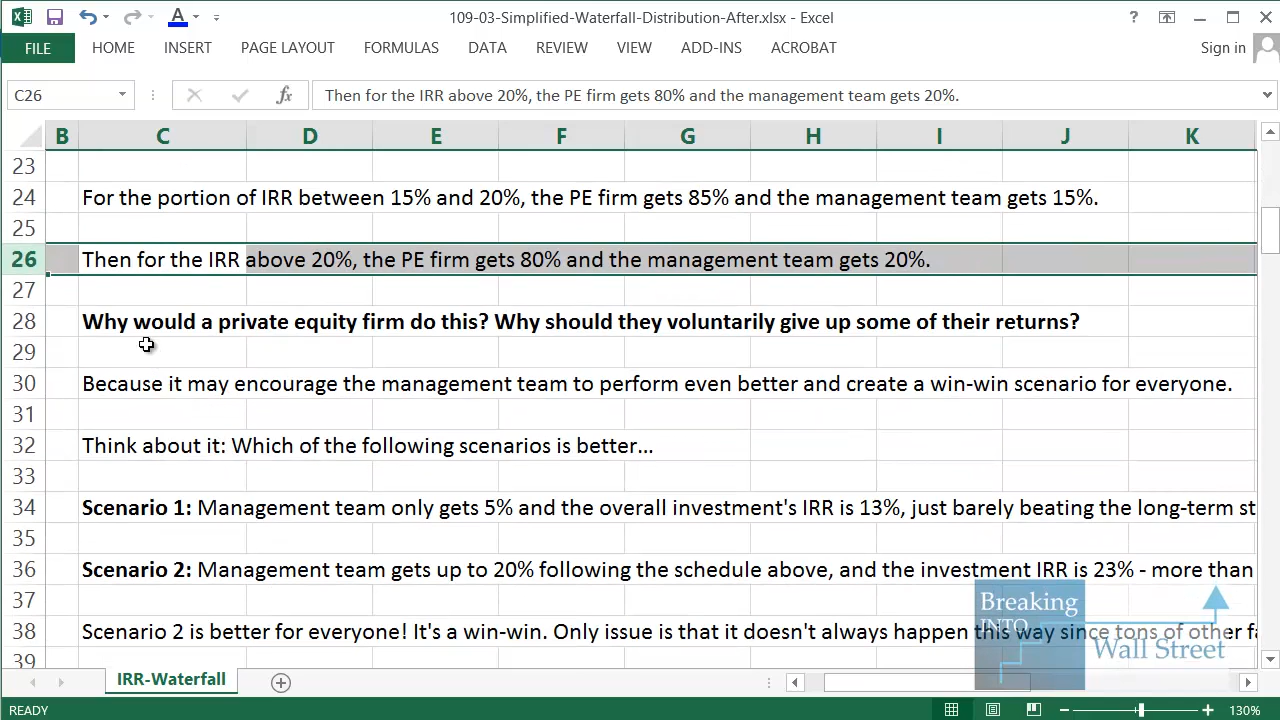 109-03-Simplified-Waterfall-Distribution-After.xlsx - Excel
FILE HOME INSERT PAGE LAYOUT FORMULAS DATA REVIEW VIEW ADD-INS ACROBAT Sign in
C26 Then for the IRR above 20%, the PE firm gets 80% and the management team gets 20%.
B C D E F G H I J K
23
24 For the portion of IRR between 15% and 20%, the PE firm gets 85% and the management team gets 15%.
25
26 Then for the IRR above 20%, the PE firm gets 80% and the management team gets 20%.
27
28 Why would a private equity firm do this? Why should they voluntarily give up some of their returns?
29
30 Because it may encourage the management team to perform even better and create a win-win scenario for everyone.
31
32 Think about it: Which of the following scenarios is better...
33
34 Scenario 1: Management team only gets 5% and the overall investment's IRR is 13%, just barely beating the long-term st
35
36 Scenario 2: Management team gets up to 20% following the schedule above, and the investment IRR is 23% - more than
37
38 Scenario 2 is better for everyone! It's a win-win. Only issue is that it doesn't always happen this way since tons of other fa
39
Breaking
INTO
Wall Street
IRR-Waterfall
READY 130%